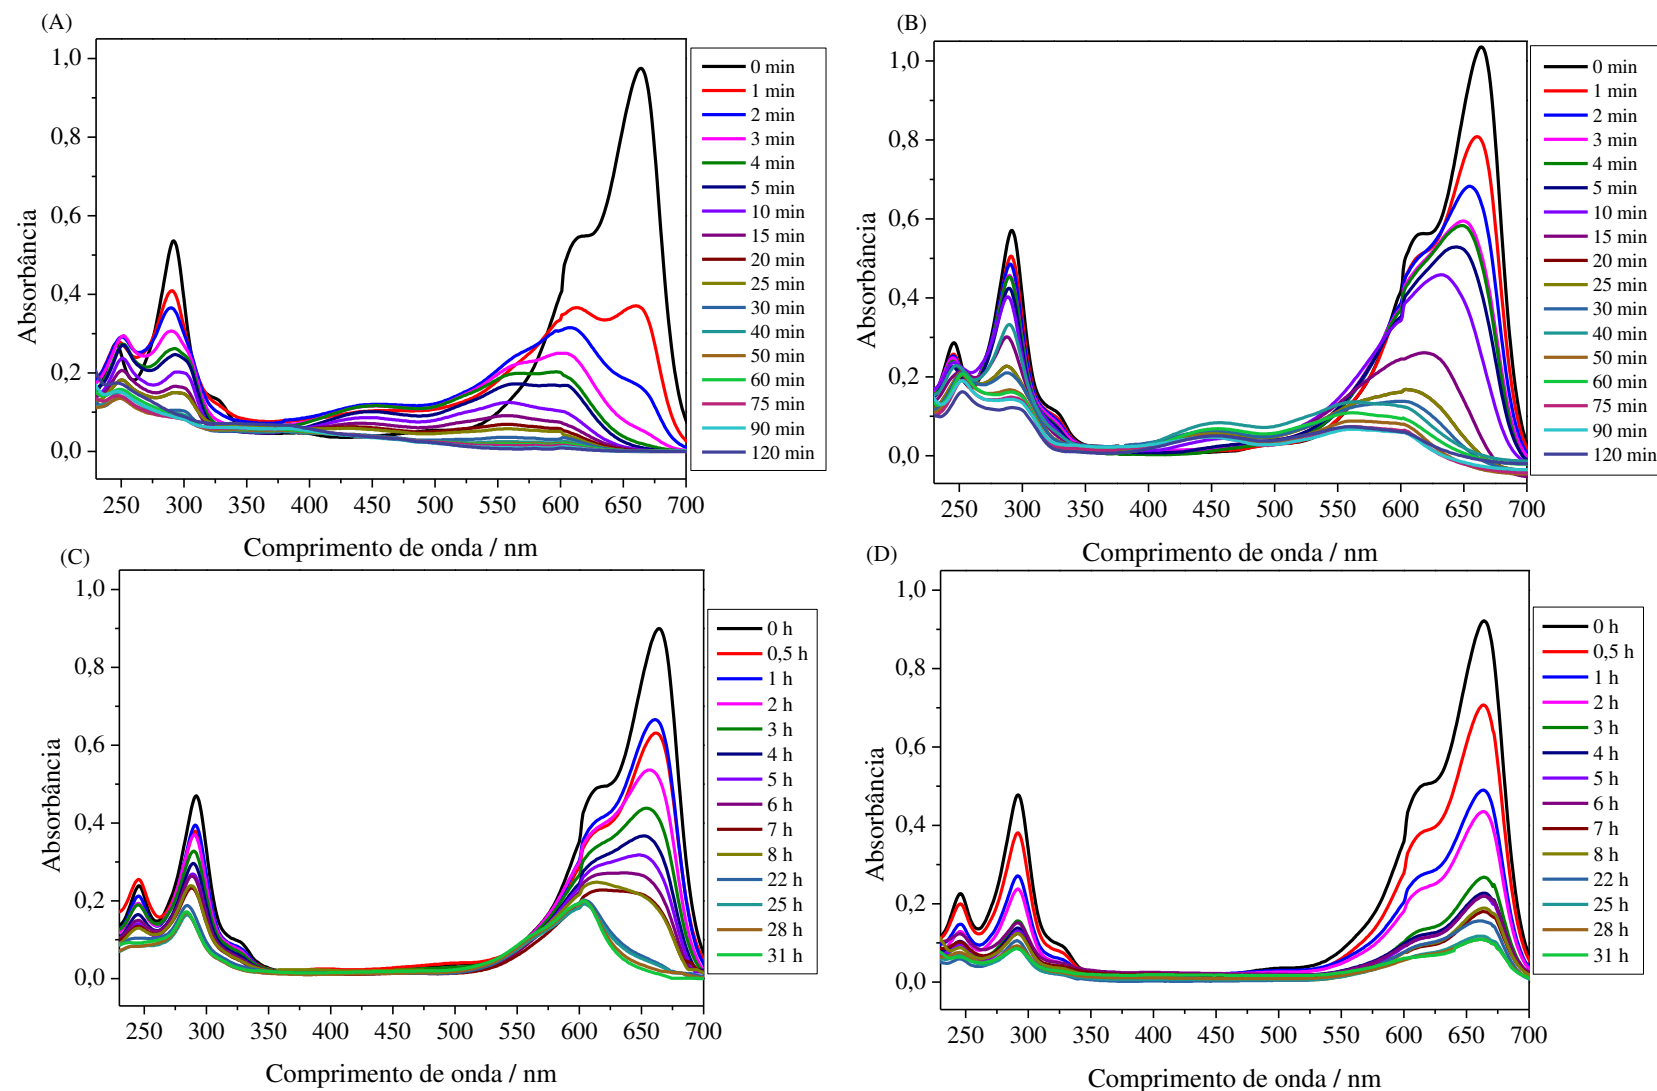 (A)
Absorbância
1,0
0,8
0,6
0,4
0,2
0,0
250 300 350 400 450 500 550 600 650 700
Comprimento de onda / nm
0 min
1 min
2 min
3 min
4 min
5 min
10 min
15 min
20 min
25 min
30 min
40 min
50 min
60 min
75 min
90 min
120 min
(B)
Absorbância
1,0
0,8
0,6
0,4
0,2
0,0
250 300 350 400 450 500 550 600 650 700
Comprimento de onda / nm
0 min
1 min
2 min
3 min
4 min
5 min
10 min
15 min
20 min
25 min
30 min
40 min
50 min
60 min
75 min
90 min
120 min
(C)
Absorbância
1,0
0,8
0,6
0,4
0,2
0,0
250 300 350 400 450 500 550 600 650 700
Comprimento de onda / nm
0 h
0,5 h
1 h
2 h
3 h
4 h
5 h
6 h
7 h
8 h
22 h
25 h
28 h
31 h
(D)
Absorbância
1,0
0,8
0,6
0,4
0,2
0,0
250 300 350 400 450 500 550 600 650 700
Comprimento de onda / nm
0 h
0,5 h
1 h
2 h
3 h
4 h
5 h
6 h
7 h
8 h
22 h
25 h
28 h
31 h